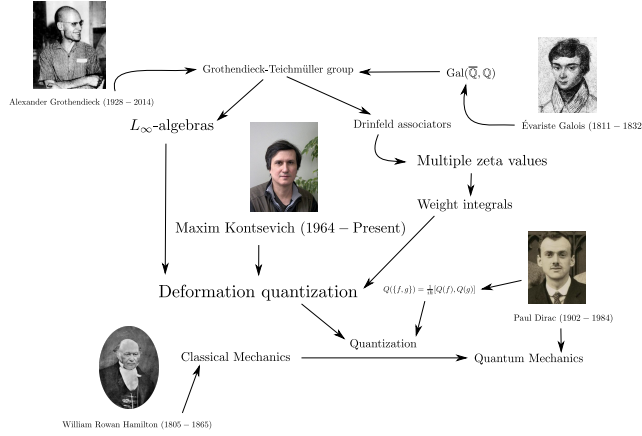 Grothendieck-Teichmüller group
Gal(ℚ̅, ℚ)
Alexander Grothendieck (1928 − 2014)
L∞-algebras
Drinfeld associators
Évariste Galois (1811 − 1832
Multiple zeta values
Weight integrals
Maxim Kontsevich (1964 − Present)
Deformation quantization
Q({f, g}) = 1/iħ [Q(f), Q(g)]
Paul Dirac (1902 − 1984)
Quantization
Classical Mechanics
Quantum Mechanics
William Rowan Hamilton (1805 − 1865)